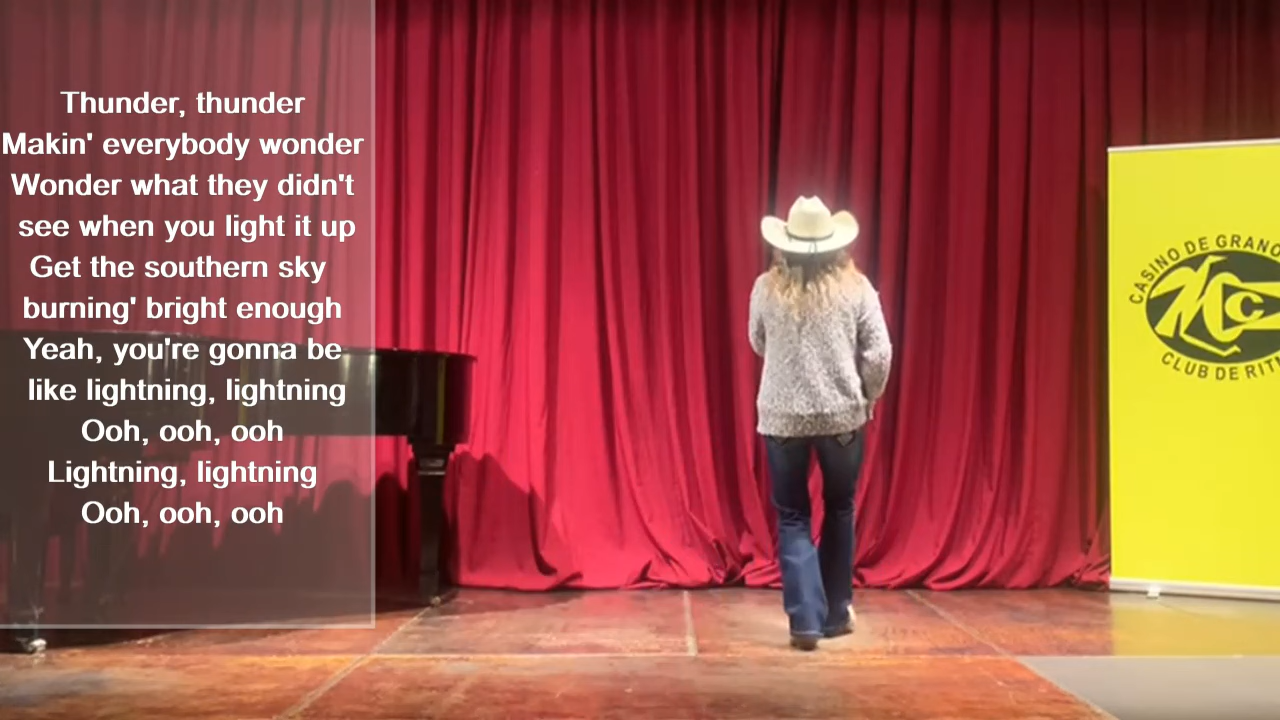 Thunder, thunder
Makin' everybody wonder
Wonder what they didn't
see when you light it up
Get the southern sky
burning' bright enough
Yeah, you're gonna be
like lightning, lightning
Ooh, ooh, ooh
Lightning, lightning
Ooh, ooh, ooh
CASINO DE
MC
CLUB DE